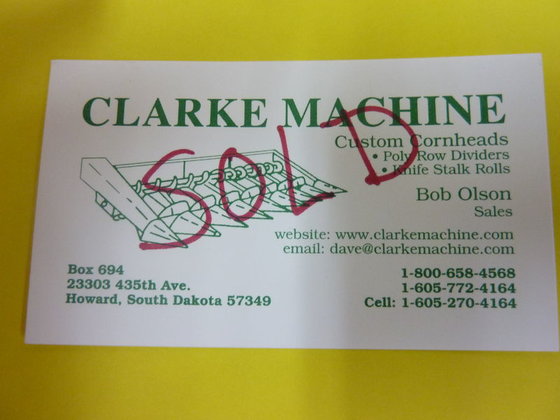 CLARKE MACHINE
Custom Cornheads
• Poly Row Dividers
• Knife Stalk Rolls
SOLD
Bob Olson
Sales
website: www.clarkemachine.com
email: dave@clarkemachine.com
Box 694
23303 435th Ave.
Howard, South Dakota 57349
1-800-658-4568
1-605-772-4164
Cell: 1-605-270-4164